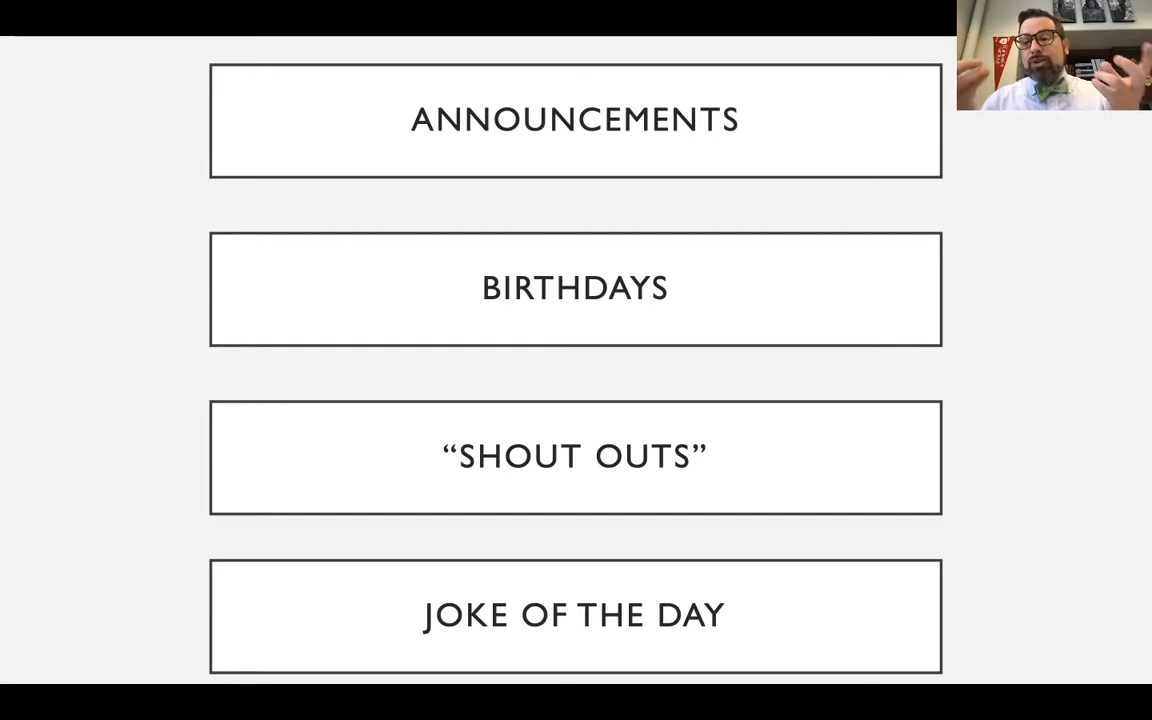 ANNOUNCEMENTS
BIRTHDAYS
“SHOUT OUTS”
JOKE OF THE DAY